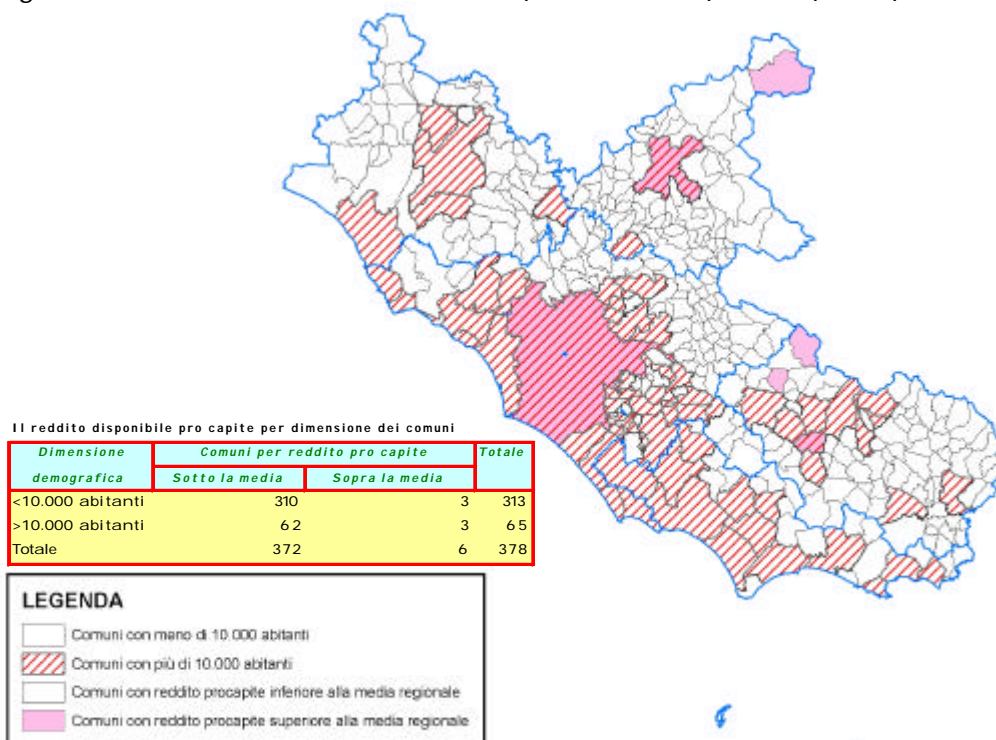 Il reddito disponibile pro capite per dimensione dei comuni
Dimensione demografica Comuni per reddito pro capite Totale
Sotto la media Sopra la media
<10.000 abitanti 310 3 313
>10.000 abitanti 62 3 65
Totale 372 6 378
LEGENDA
Comuni con meno di 10.000 abitanti
Comuni con più di 10.000 abitanti
Comuni con reddito procapite inferiore alla media regionale
Comuni con reddito procapite superiore alla media regionale